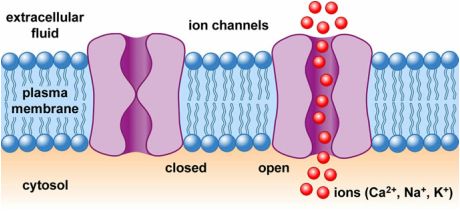 extracellular
fluid
ion channels
plasma
membrane
closed
open
cytosol
ions (Ca²⁺, Na⁺, K⁺)